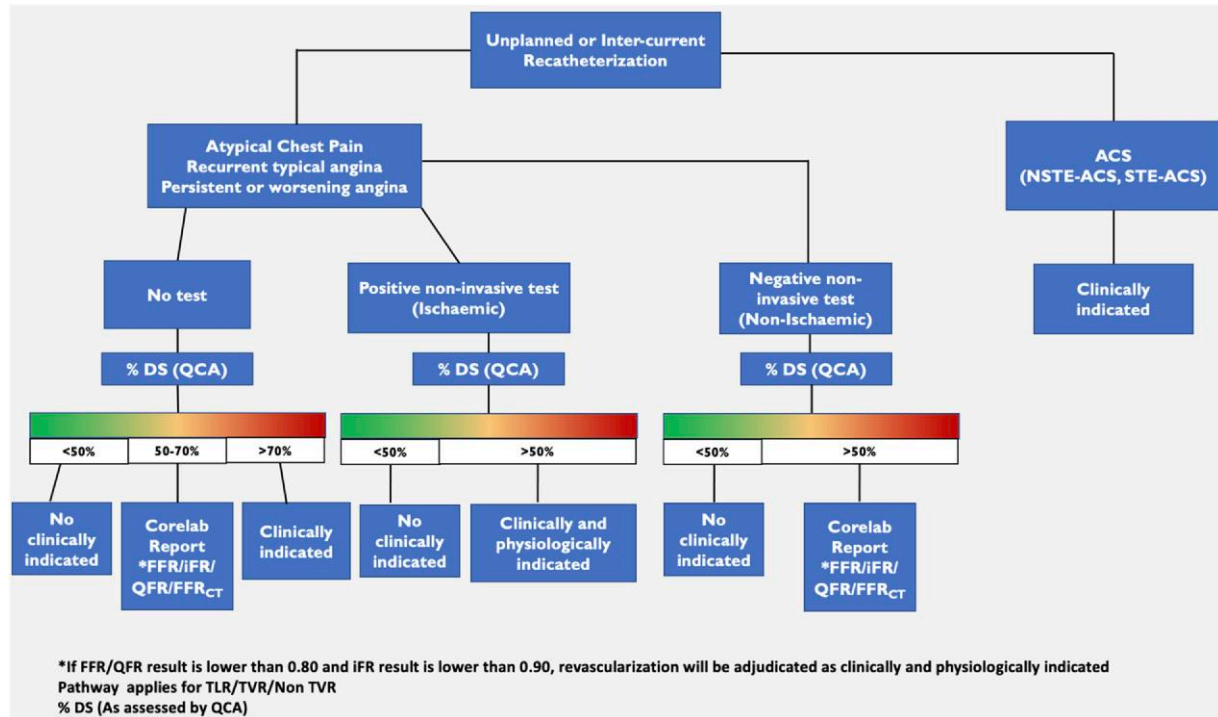 Unplanned or Inter-current
Recatheterization
Atypical Chest Pain
Recurrent typical angina
Persistent or worsening angina
ACS
(NSTE-ACS, STE-ACS)
No test
Positive non-invasive test
(Ischaemic)
Negative non-
invasive test
(Non-Ischaemic)
Clinically
indicated
% DS (QCA)
% DS (QCA)
% DS (QCA)
<50%
50-70%
>70%
<50%
>50%
<50%
>50%
No
clinically
indicated
Corelab
Report
*FFR/iFR/
QFR/FFRCT
Clinically
indicated
No
clinically
indicated
Clinically and
physiologically
indicated
No
clinically
indicated
Corelab
Report
*FFR/iFR/
QFR/FFRCT
*If FFR/QFR result is lower than 0.80 and iFR result is lower than 0.90, revascularization will be adjudicated as clinically and physiologically indicated
Pathway applies for TLR/TVR/Non TVR
% DS (As assessed by QCA)